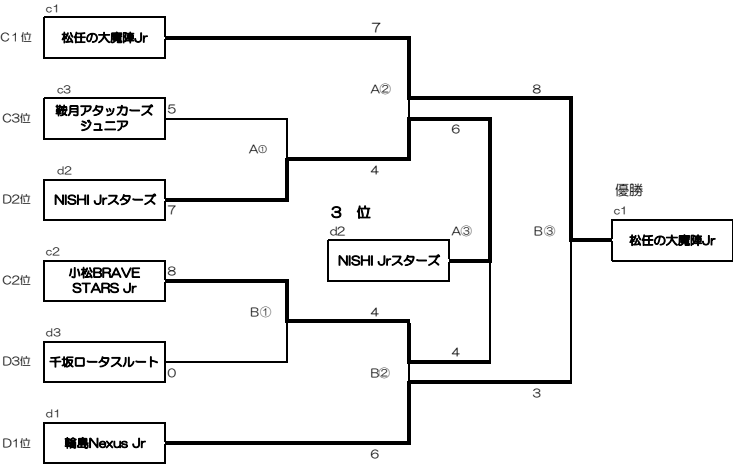 c1
C1位
松任の大魔陣Jr
7
c3
C3位
鞍月アタッカーズ
ジュニア
5
A②
8
A①
6
d2
D2位
NISHI Jrスターズ
7
4
3 位
優勝
c1
d2
A③
B③
松任の大魔陣Jr
NISHI Jrスターズ
c2
C2位
小松BRAVE
STARS Jr
8
B①
4
d3
D3位
千坂ロータスルート
0
4
B②
3
d1
D1位
輪島Nexus Jr
6